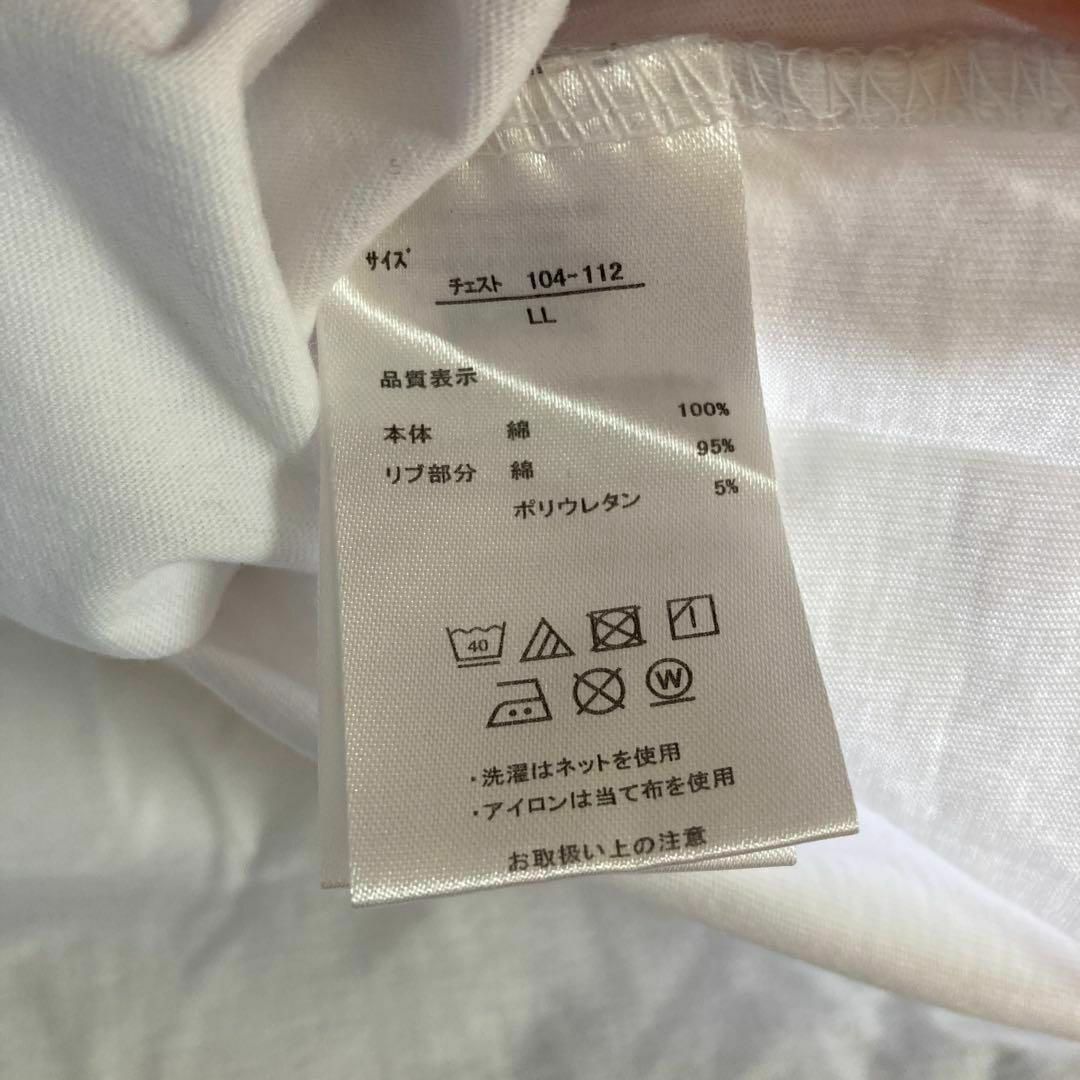 サイズ
チェスト 104-112
LL
品質表示
本体 綿 100%
リブ部分 綿 95%
ポリウレタン 5%
40
W
・洗濯はネットを使用
・アイロンは当て布を使用
お取扱い上の注意